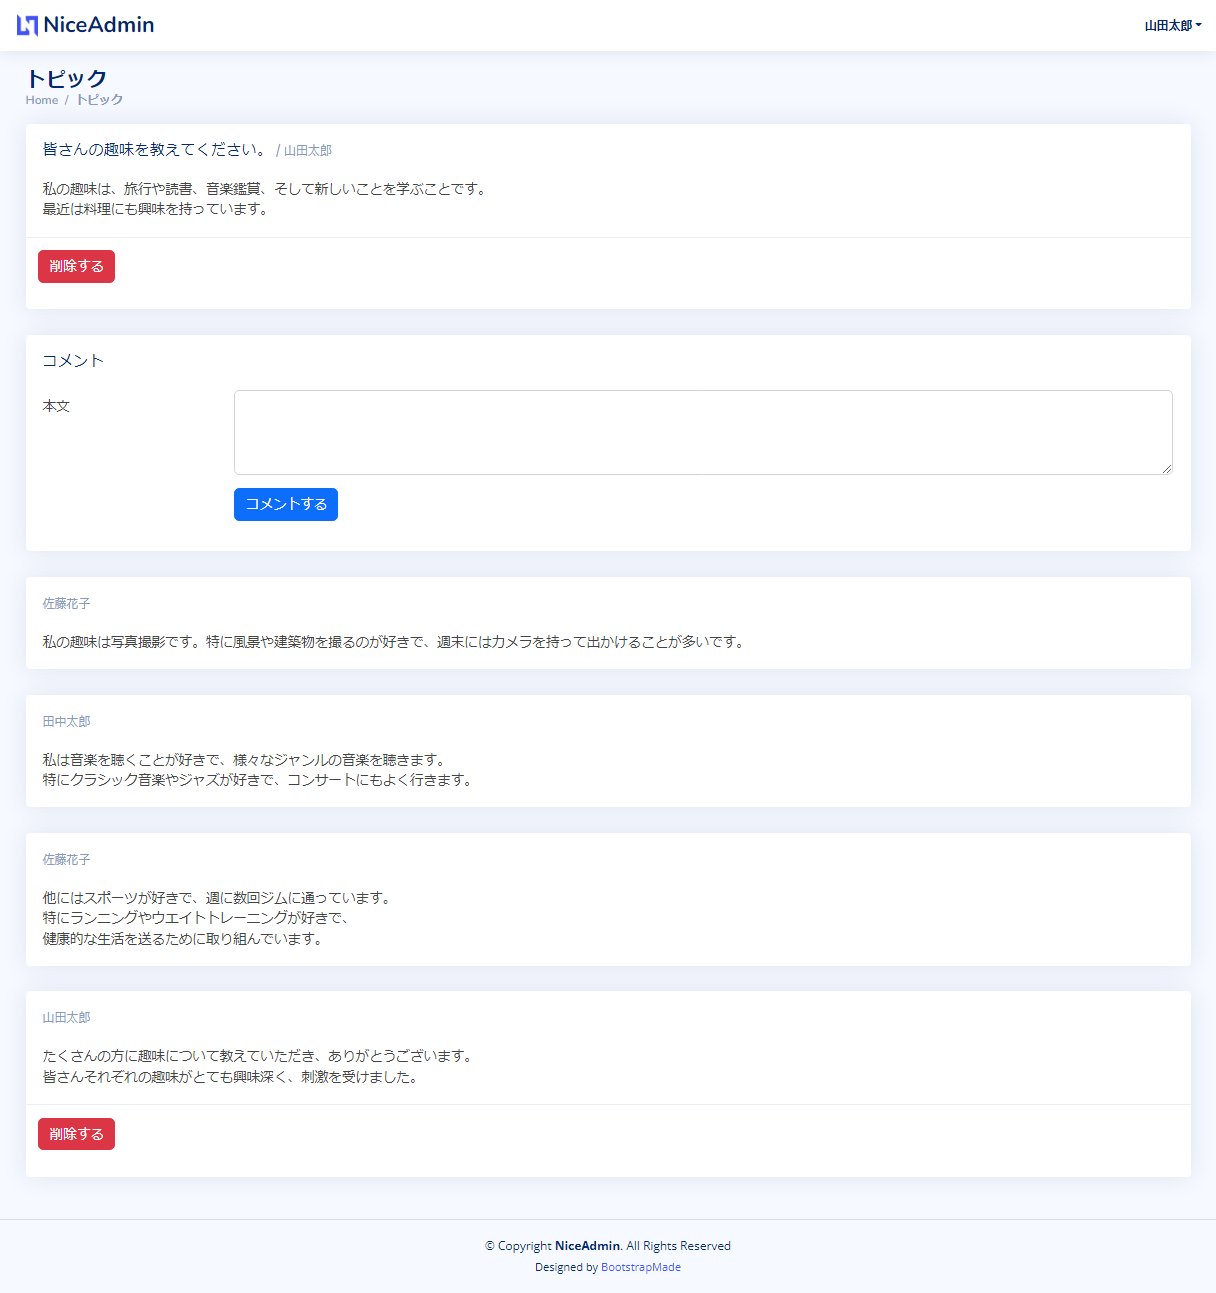 NiceAdmin
山田太郎
トピック
Home / トピック
皆さんの趣味を教えてください。 / 山田太郎
私の趣味は、旅行や読書、音楽鑑賞、そして新しいことを学ぶことです。
最近は料理にも興味を持っています。
削除する
コメント
本文
コメントする
佐藤花子
私の趣味は写真撮影です。特に風景や建築物を撮るのが好きで、週末にはカメラを持って出かけることが多いです。
田中太郎
私は音楽を聴くことが好きで、様々なジャンルの音楽を聴きます。
特にクラシック音楽やジャズが好きで、コンサートにもよく行きます。
佐藤花子
他にはスポーツが好きで、週に数回ジムに通っています。
特にランニングやウエイトトレーニングが好きで、
健康的な生活を送るために取り組んでいます。
山田太郎
たくさんの方に趣味について教えていただき、ありがとうございます。
皆さんそれぞれの趣味がとても興味深く、刺激を受けました。
削除する
© Copyright NiceAdmin. All Rights Reserved
Designed by BootstrapMade